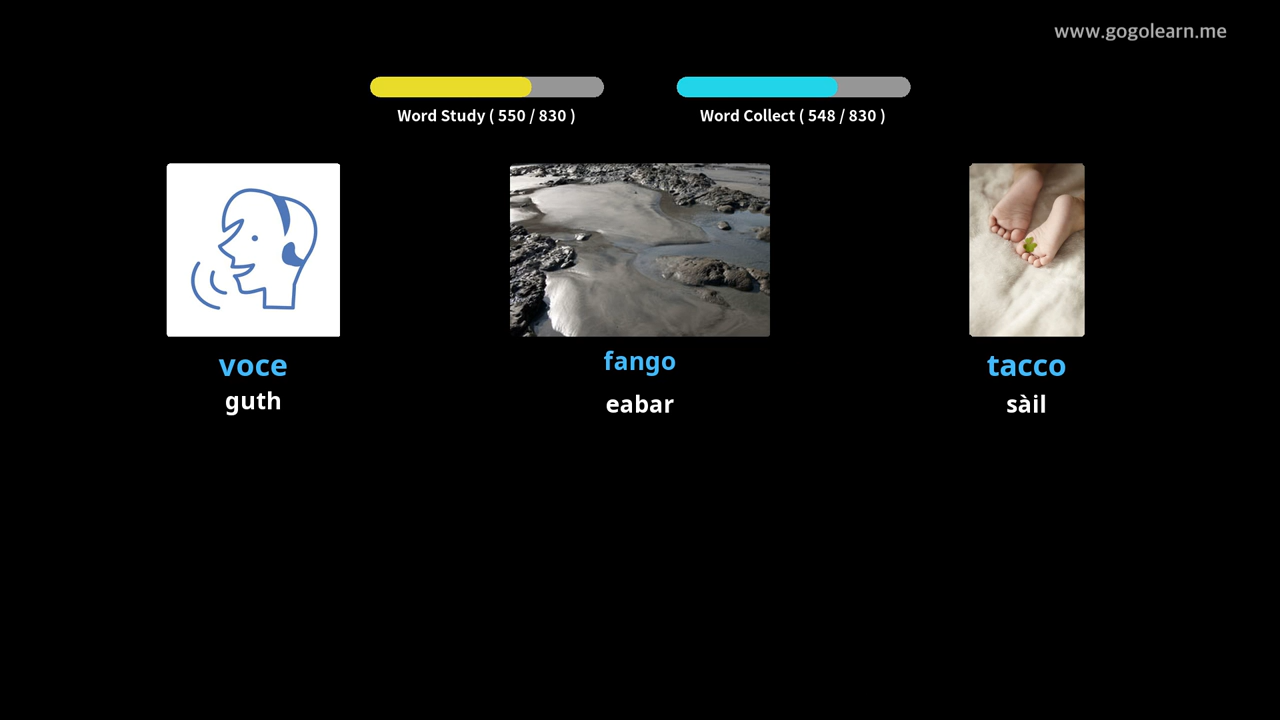 www.gogolearn.me
Word Study ( 550 / 830 )
Word Collect ( 548 / 830 )
voce
guth
fango
eabar
tacco
sàil